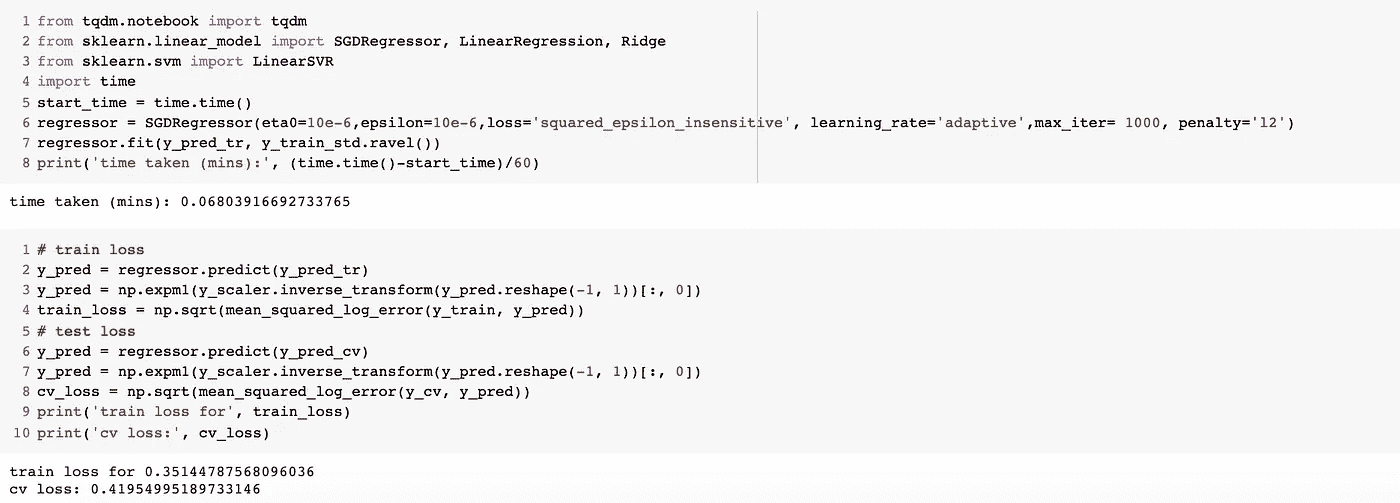 1 from tqdm.notebook import tqdm
2 from sklearn.linear_model import SGDRegressor, LinearRegression, Ridge
3 from sklearn.svm import LinearSVR
4 import time
5 start_time = time.time()
6 regressor = SGDRegressor(eta0=10e-6,epsilon=10e-6,loss='squared_epsilon_insensitive', learning_rate='adaptive',max_iter= 1000, penalty='l2')
7 regressor.fit(y_pred_tr, y_train_std.ravel())
8 print('time taken (mins):', (time.time()-start_time)/60)
time taken (mins): 0.06803916692733765
1 # train loss
2 y_pred = regressor.predict(y_pred_tr)
3 y_pred = np.expm1(y_scaler.inverse_transform(y_pred.reshape(-1, 1))[:, 0])
4 train_loss = np.sqrt(mean_squared_log_error(y_train, y_pred))
5 # test loss
6 y_pred = regressor.predict(y_pred_cv)
7 y_pred = np.expm1(y_scaler.inverse_transform(y_pred.reshape(-1, 1))[:, 0])
8 cv_loss = np.sqrt(mean_squared_log_error(y_cv, y_pred))
9 print('train loss for', train_loss)
10 print('cv loss:', cv_loss)
train loss for 0.35144787568096036
cv loss: 0.41954995189733146